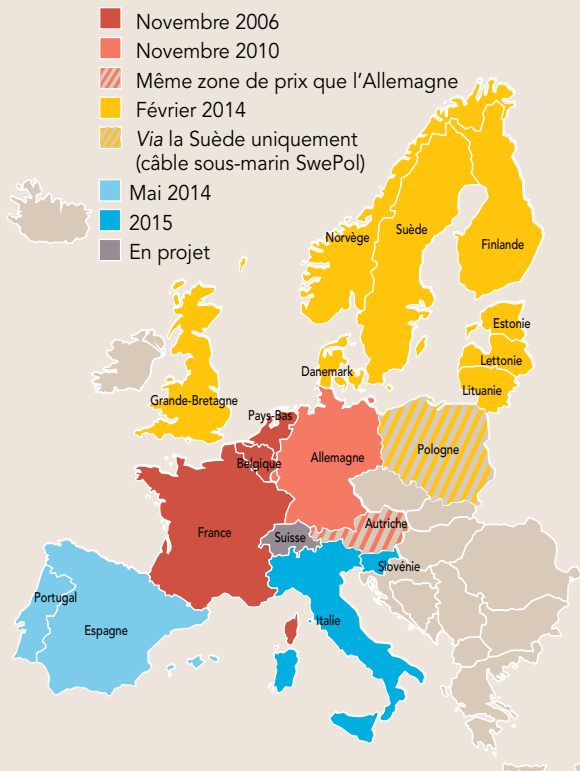 Novembre 2006
Novembre 2010
Même zone de prix que l’Allemagne
Février 2014
Via la Suède uniquement
(câble sous-marin SwePol)
Mai 2014
2015
En projet
Norvège
Suède
Finlande
Estonie
Lettonie
Lituanie
Danemark
Grande-Bretagne
Pays-Bas
Belgique
Allemagne
Pologne
France
Suisse
Autriche
Slovénie
Portugal
Espagne
Italie